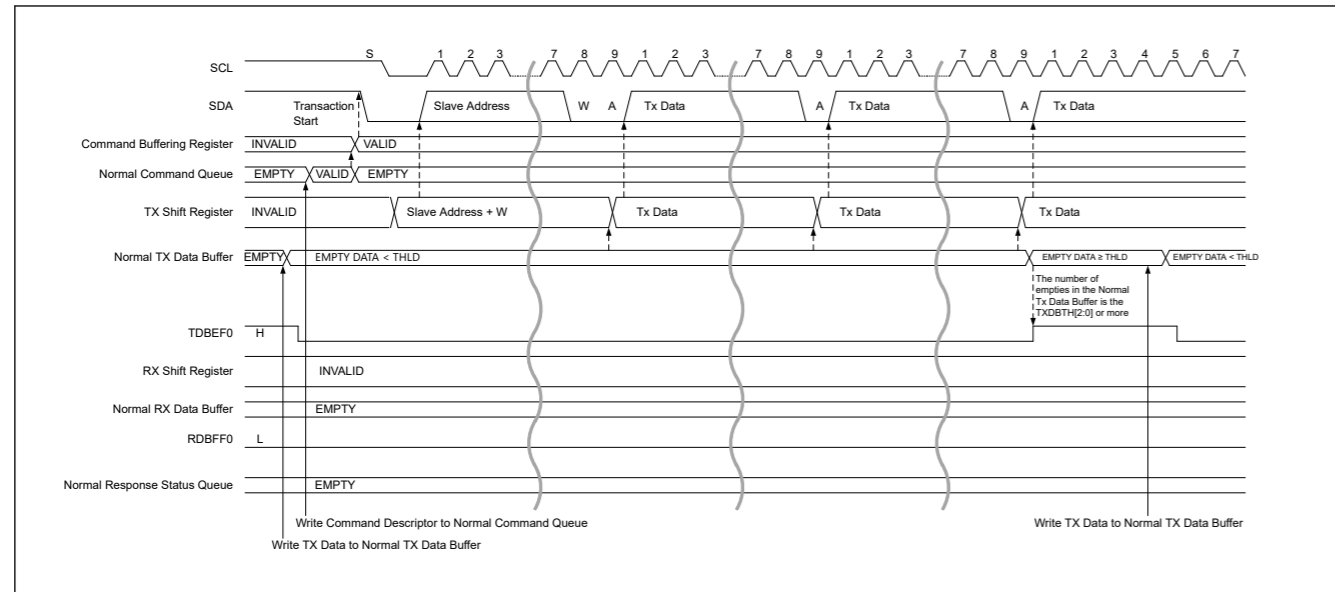 S 1 2 3 7 8 9 1 2 3 7 8 9 1 2 3 7 8 9 1 2 3 4 5 6 7
SCL
SDA Transaction Start Slave Address W A Tx Data A Tx Data A Tx Data
Command Buffering Register INVALID VALID
Normal Command Queue EMPTY VALID EMPTY
TX Shift Register INVALID Slave Address + W Tx Data Tx Data Tx Data
Normal TX Data Buffer EMPTY EMPTY DATA < THLD EMPTY DATA ≥ THLD EMPTY DATA < THLD
The number of
empties in the Normal
Tx Data Buffer is the
TXDBTH[2:0] or more
TDBEF0 H
RX Shift Register INVALID
Normal RX Data Buffer EMPTY
RDBFF0 L
Normal Response Status Queue EMPTY
Write Command Descriptor to Normal Command Queue Write TX Data to Normal TX Data Buffer
Write TX Data to Normal TX Data Buffer